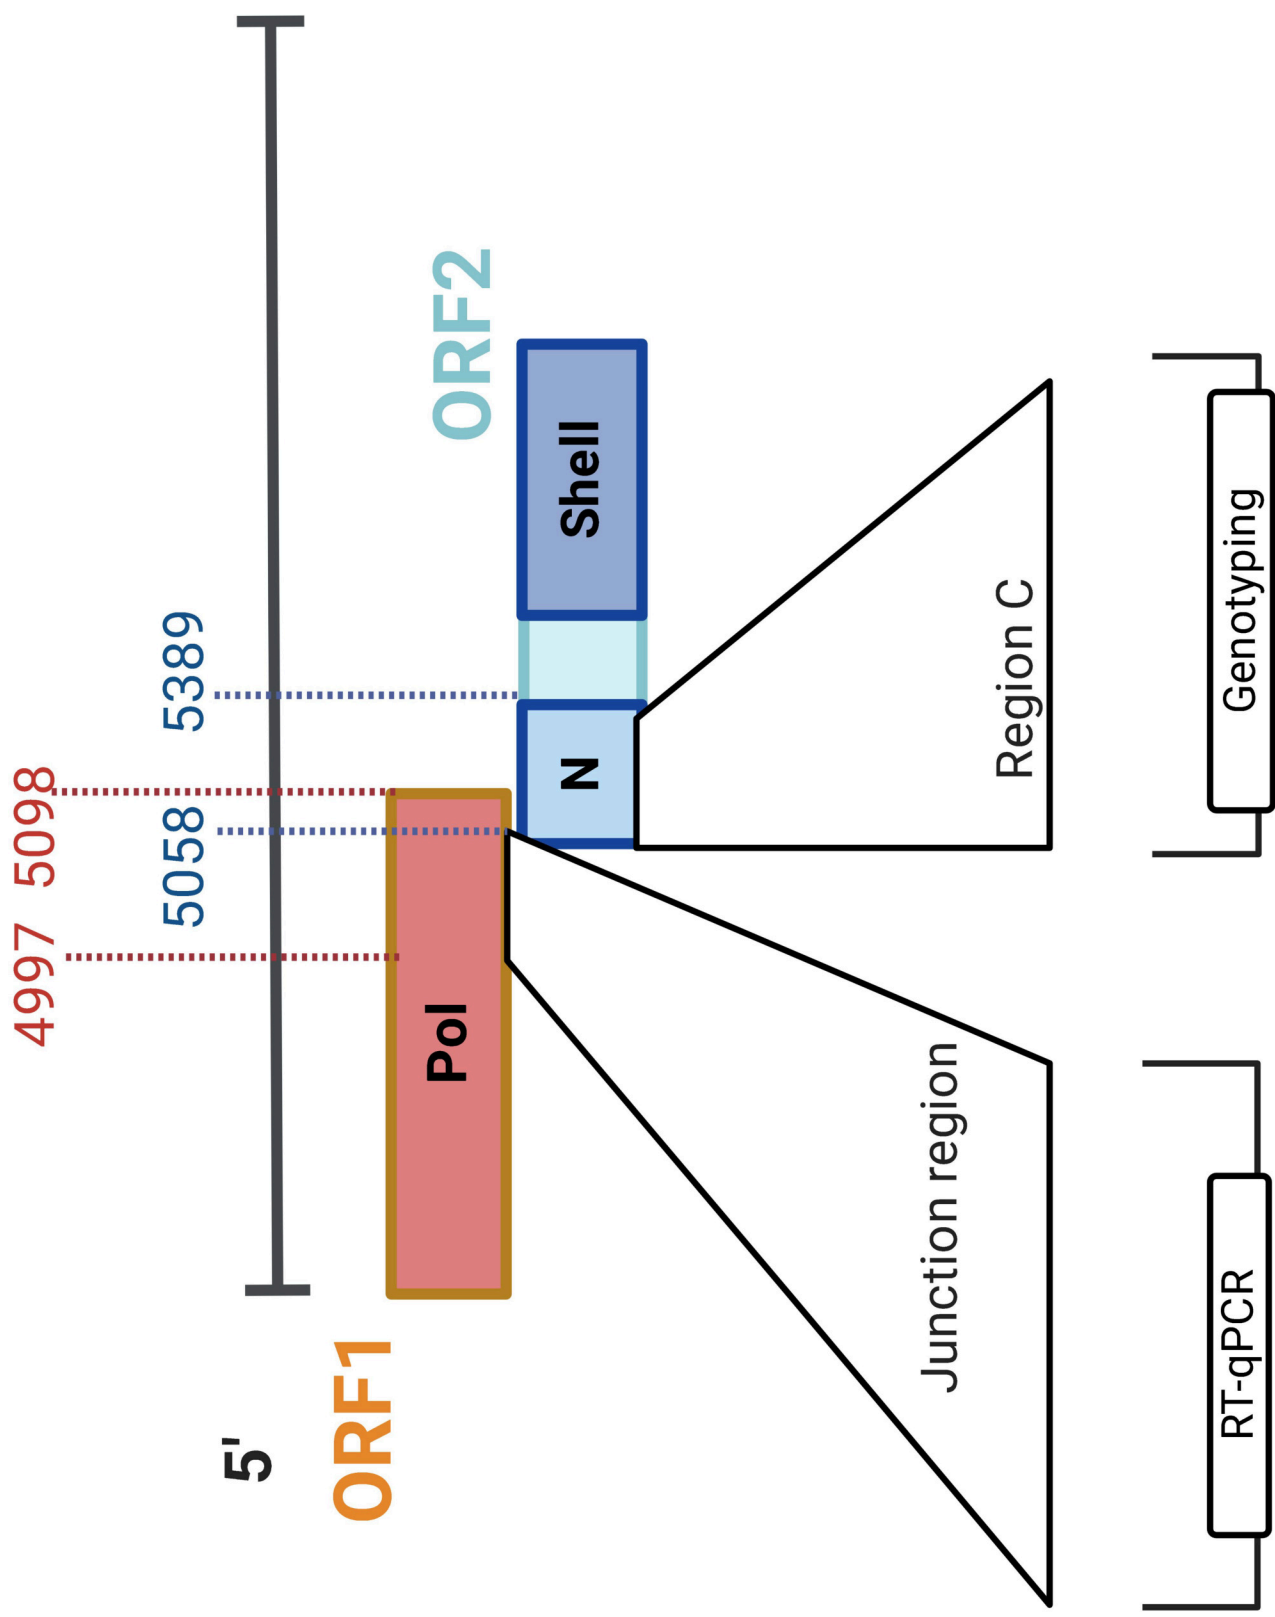 4997 5098
5058 5389
5'
ORF1
Pol
ORF2
N
Shell
Junction region
Region C
RT-qPCR
Genotyping